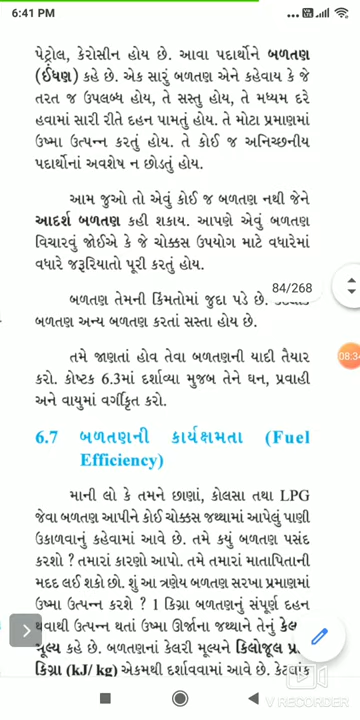 6:41 PM
પેટ્રોલ, કેરોસીન હોય છે. આવા પદાર્થોને બળતણ
(ઈંધણ) કહે છે. એક સારું બળતણ એને કહેવાય કે જે
તરત જ ઉપલબ્ધ હોય, તે સસ્તુ હોય, તે મધ્યમ દરે
હવામાં સારી રીતે દહન પામતું હોય. તે મોટા પ્રમાણમાં
ઉષ્મા ઉત્પન્ન કરતું હોય. તે કોઈ જ અનિચ્છનીય
પદાર્થોનાં અવશેષ ન છોડતું હોય.
આમ જુઓ તો એવું કોઈ જ બળતણ નથી જેને
આદર્શ બળતણ કહી શકાય. આપણે એવું બળતણ
વિચારવું જોઈએ કે જે ચોક્કસ ઉપયોગ માટે વધારેમાં
વધારે જરૂરિયાતો પૂરી કરતું હોય.
84/268
બળતણ તેમની કિંમતોમાં જુદા પડે છે.
બળતણ અન્ય બળતણ કરતાં સસ્તા હોય છે.
08:34
તમે જાણતાં હોવ તેવા બળતણની યાદી તૈયાર
કરો. કોષ્ટક 6.3માં દર્શાવ્યા મુજબ તેને ઘન, પ્રવાહી
અને વાયુમાં વર્ગીકૃત કરો.
6.7 બળતણની કાર્યક્ષમતા (Fuel
Efficiency)
માની લો કે તમને છાણાં, કોલસા તથા LPG
જેવા બળતણ આપીને કોઈ ચોક્કસ જથ્થામાં આપેલું પાણી
ઉકાળવાનું કહેવામાં આવે છે. તમે કયું બળતણ પસંદ
કરશો ? તમારાં કારણો આપો. તમે તમારાં માતાપિતાની
મદદ લઈ શકો છો. શું આ ત્રણેય બળતણ સરખા પ્રમાણમાં
ઉષ્મા ઉત્પન્ન કરશે ? 1 કિગ્રા બળતણનું સંપૂર્ણ દહન
થવાથી ઉત્પન્ન થતાં ઉષ્મા ઊર્જાના જથ્થાને તેનું કેલ
મૂલ્ય કહે છે. બળતણનાં કેલરી મૂલ્યને કિલોજૂલ પ્ર
કિગ્રા (kJ/ kg) એકમથી દર્શાવવામાં આવે છે. કેટલાંક
VRECORDER